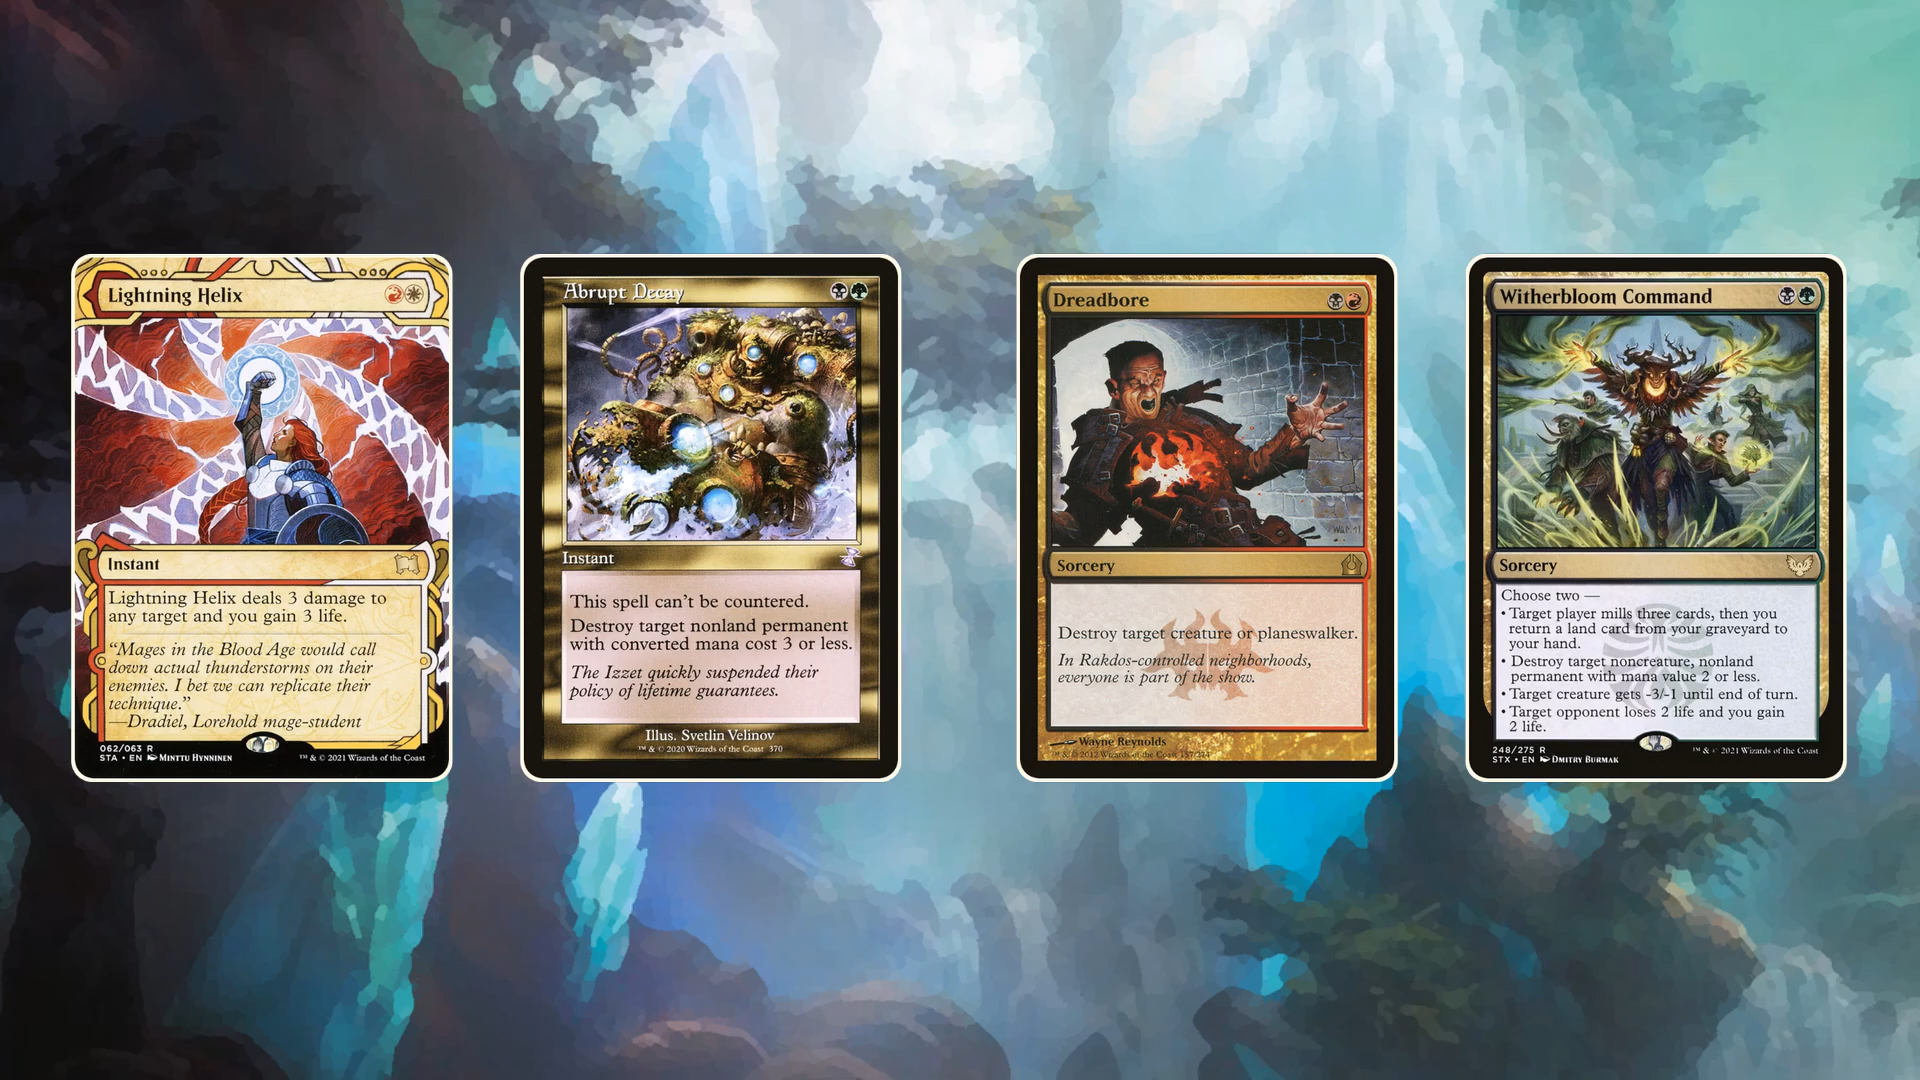 Lightning Helix
Instant
Lightning Helix deals 3 damage to
any target and you gain 3 life.
“Mages in the Blood Age would call
down actual thunderstorms on their
enemies. I bet we can replicate their
technique.”
—Dradiel, Lorehold mage-student
062/063 R
STA • EN Minttu Hynninen
™ & © 2021 Wizards of the Coast
Abrupt Decay
Instant
This spell can’t be countered.
Destroy target nonland permanent
with converted mana cost 3 or less.
The Izzet quickly suspended their
policy of lifetime guarantees.
Illus. Svetlin Velinov
™ & © 2020 Wizards of the Coast 370
Dreadbore
Sorcery
Destroy target creature or planeswalker.
In Rakdos-controlled neighborhoods,
everyone is part of the show.
Wayne Reynolds
™ & © 2012 Wizards of the Coast 157/274
Witherbloom Command
Sorcery
Choose two —
• Target player mills three cards, then you
return a land card from your graveyard to
your hand.
• Destroy target noncreature, nonland
permanent with mana value 2 or less.
• Target creature gets -3/-1 until end of turn.
• Target opponent loses 2 life and you gain
2 life.
248/275 R
STX • EN Dmitry Burmak
™ & © 2021 Wizards of the Coast